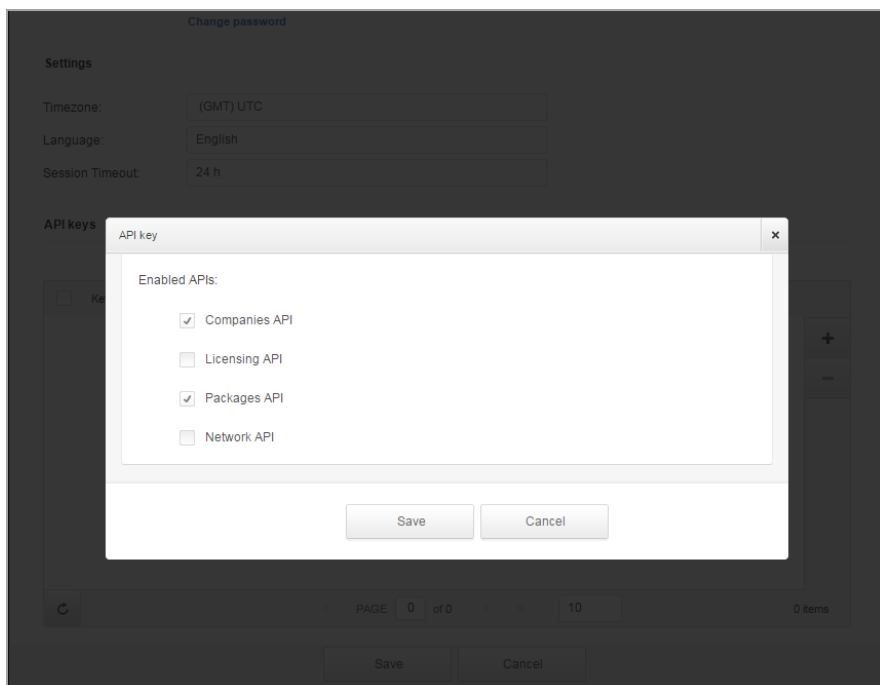 Change password
Settings
Timezone: (GMT) UTC
Language: English
Session Timeout: 24 h
API keys
API key ×
Enabled APIs:
Companies API
Licensing API
Packages API
Network API
Save Cancel
PAGE 0 of 0 10 0 items
Save Cancel